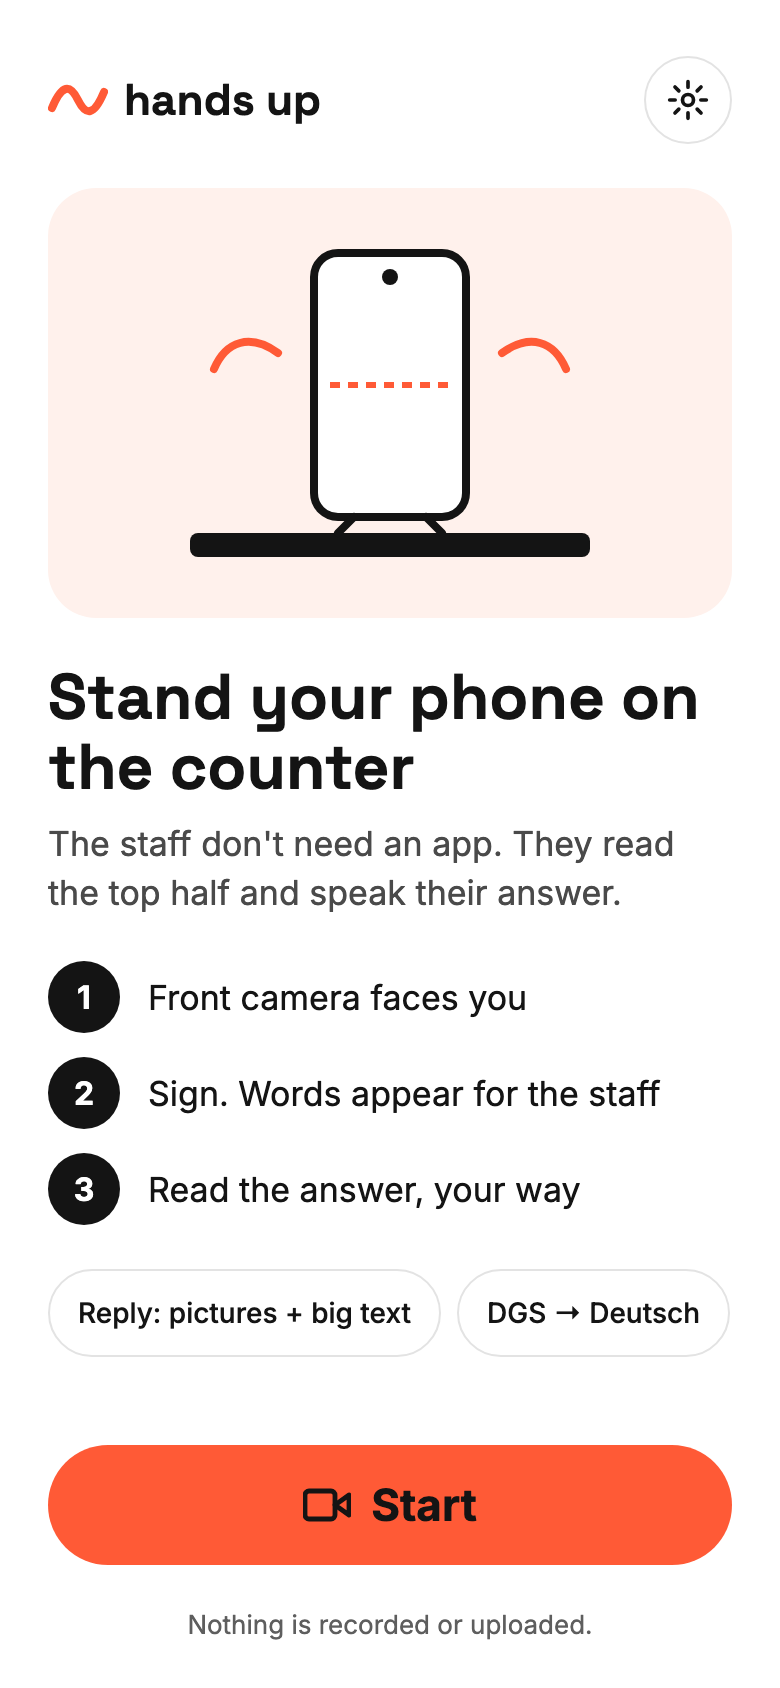 hands up
Stand your phone on
the counter
The staff don't need an app. They read
the top half and speak their answer.
1 Front camera faces you
2 Sign. Words appear for the staff
3 Read the answer, your way
Reply: pictures + big text
DGS → Deutsch
Start
Nothing is recorded or uploaded.